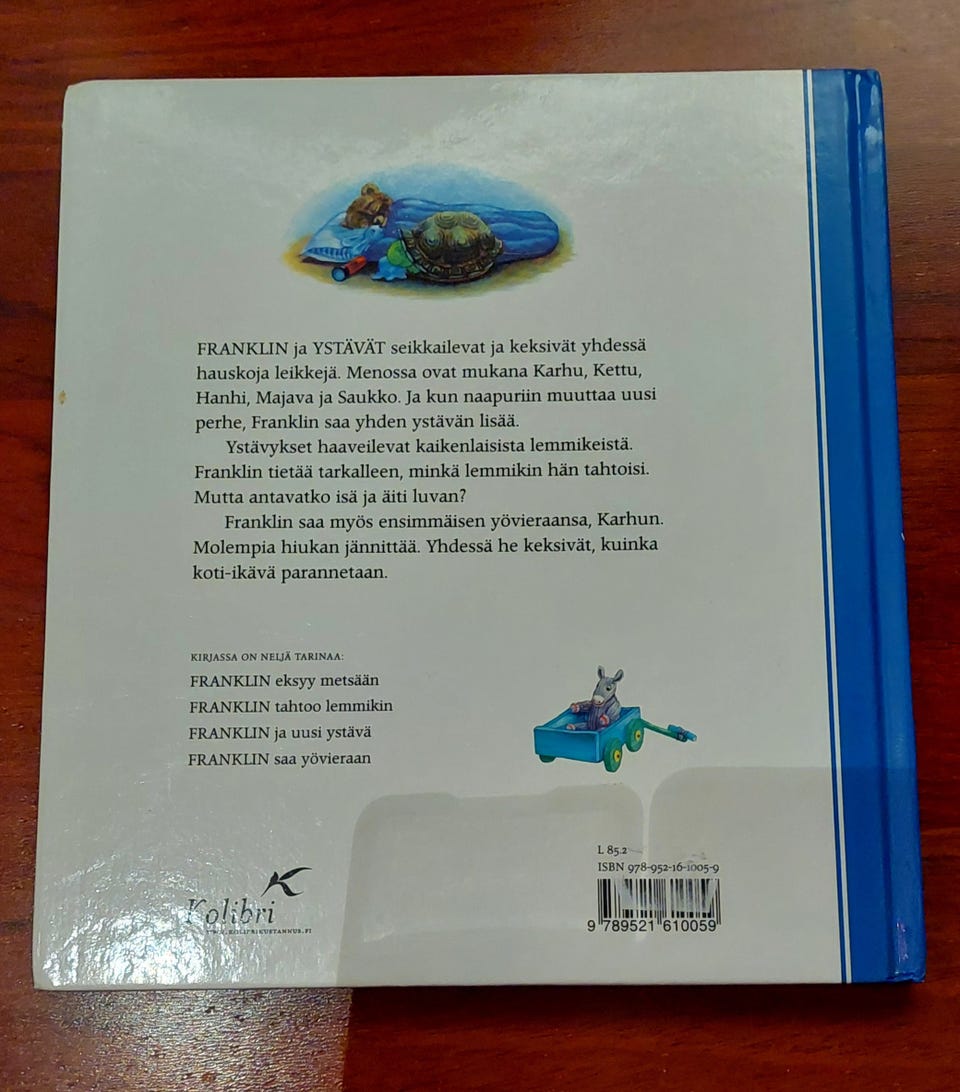 FRANKLIN ja YSTÄVÄT seikkailevat ja keksivät yhdessä
hauskoja leikkejä. Menossa ovat mukana Karhu, Kettu,
Hanhi, Majava ja Saukko. Ja kun naapuriin muuttaa uusi
perhe, Franklin saa yhden ystävän lisää.
Ystävykset haaveilevat kaikenlaisista lemmikeistä.
Franklin tietää tarkalleen, minkä lemmikin hän tahtoisi.
Mutta antavatko isä ja äiti luvan?
Franklin saa myös ensimmäisen yövieraansa, Karhun.
Molempia hiukan jännittää. Yhdessä he keksivät, kuinka
koti-ikävä parannetaan.
KIRJASSA ON NELJÄ TARINAA:
FRANKLIN eksyy metsään
FRANKLIN tahtoo lemmikin
FRANKLIN ja uusi ystävä
FRANKLIN saa yövieraan
Kolibri
WWW.KOLIBRIKUSTANNUS.FI
L 85.2
ISBN 978-952-16-1005-9
9 789521 610059